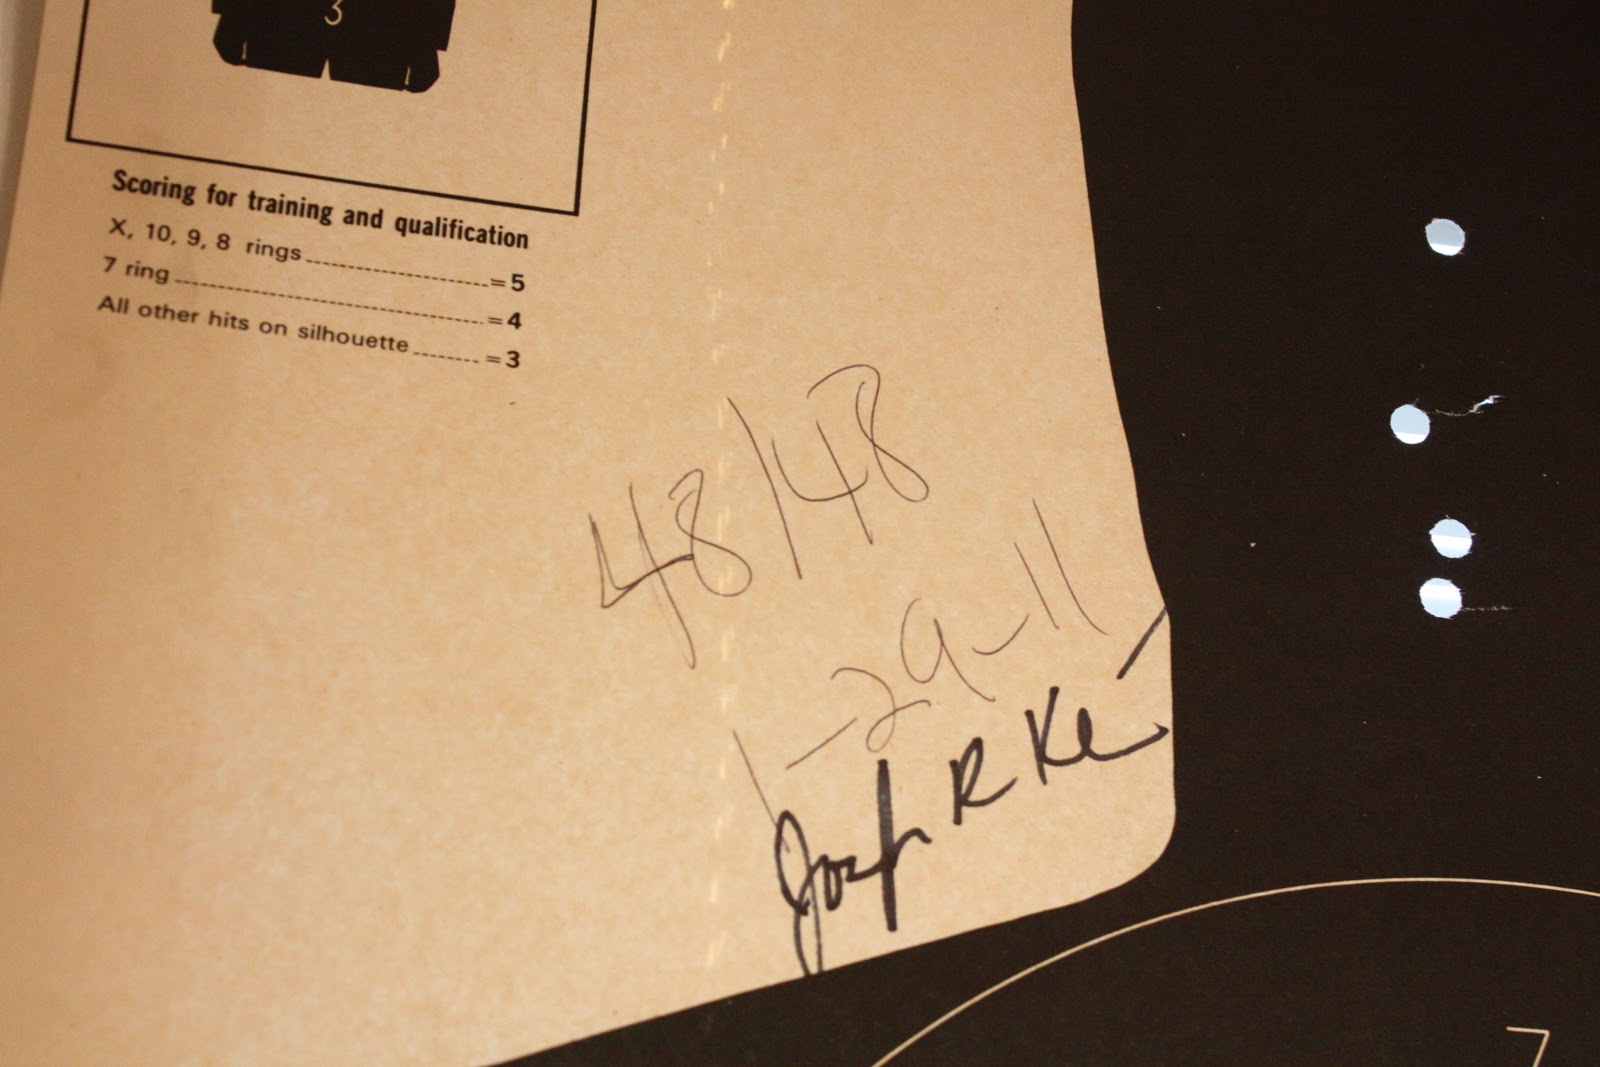 3
Scoring for training and qualification
X, 10, 9, 8 rings = 5
7 ring = 4
All other hits on silhouette = 3
48/48
1-29-11
Joseph R
7